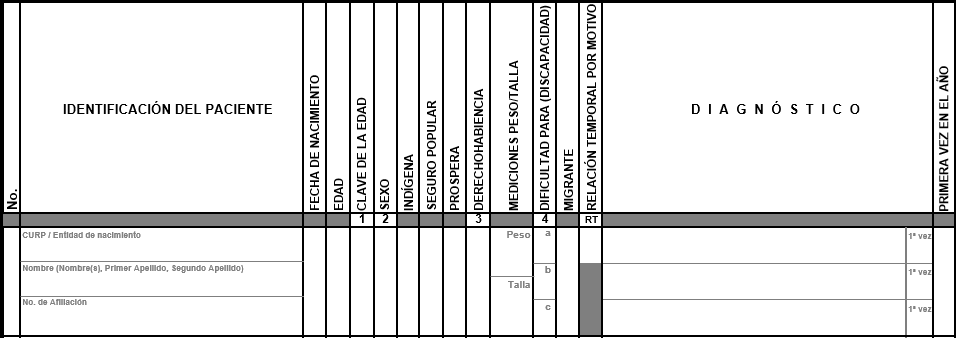 No.
IDENTIFICACIÓN DEL PACIENTE
FECHA DE NACIMIENTO
EDAD
CLAVE DE LA EDAD
SEXO
INDÍGENA
SEGURO POPULAR
PROSPERA
DERECHOHABIENCIA
MEDICIONES PESO/TALLA
DIFICULTAD PARA (DISCAPACIDAD)
MIGRANTE
RELACIÓN TEMPORAL POR MOTIVO
DIAGNÓSTICO
PRIMERA VEZ EN EL AÑO
1 2 3 4 RT
CURP / Entidad de nacimiento
Peso
a
1ª vez
Nombre (Nombre(s), Primer Apellido, Segundo Apellido)
b
1ª vez
Talla
No. de Afiliación
c
1ª vez